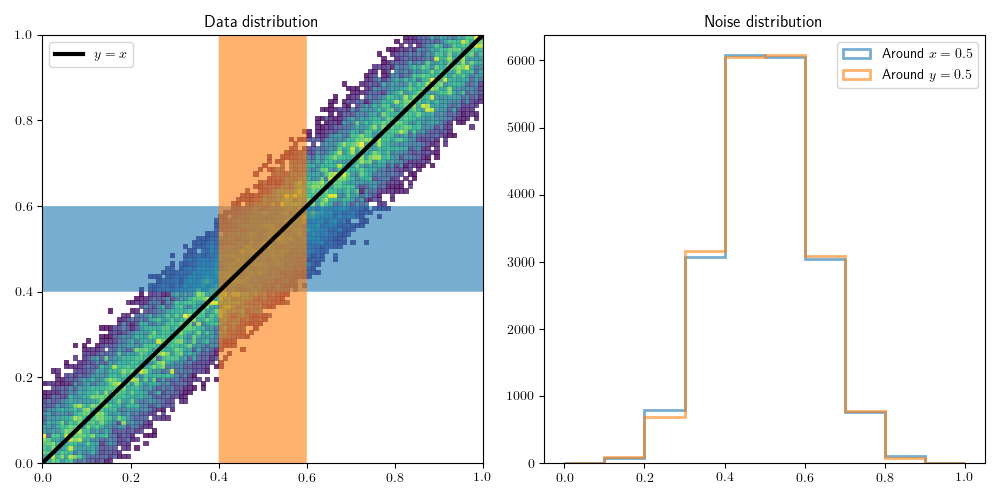 Data distribution
y = x
1.0
0.8
0.6
0.4
0.2
0.0
0.0 0.2 0.4 0.6 0.8 1.0
Noise distribution
Around x = 0.5
Around y = 0.5
6000
5000
4000
3000
2000
1000
0
0.0 0.2 0.4 0.6 0.8 1.0